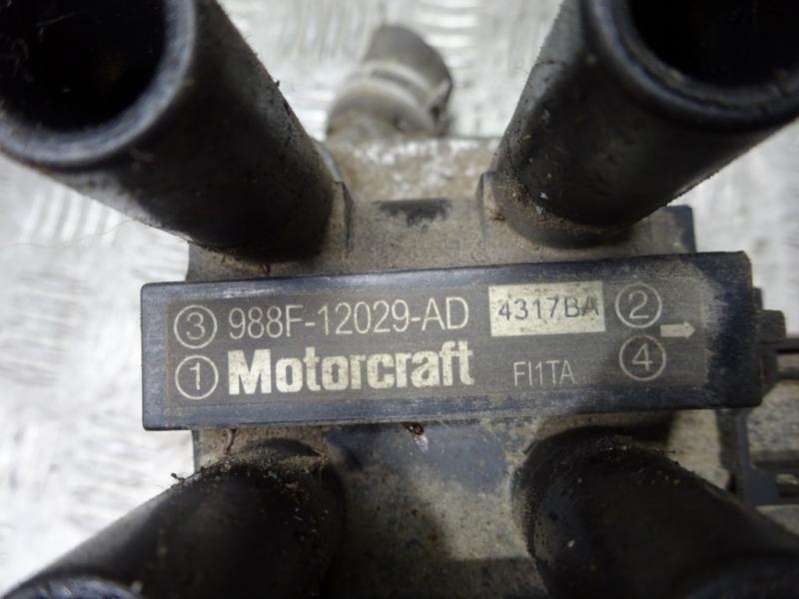 ③ 988F-12029-AD 4317BA ②
① Motorcraft FI1TA ④